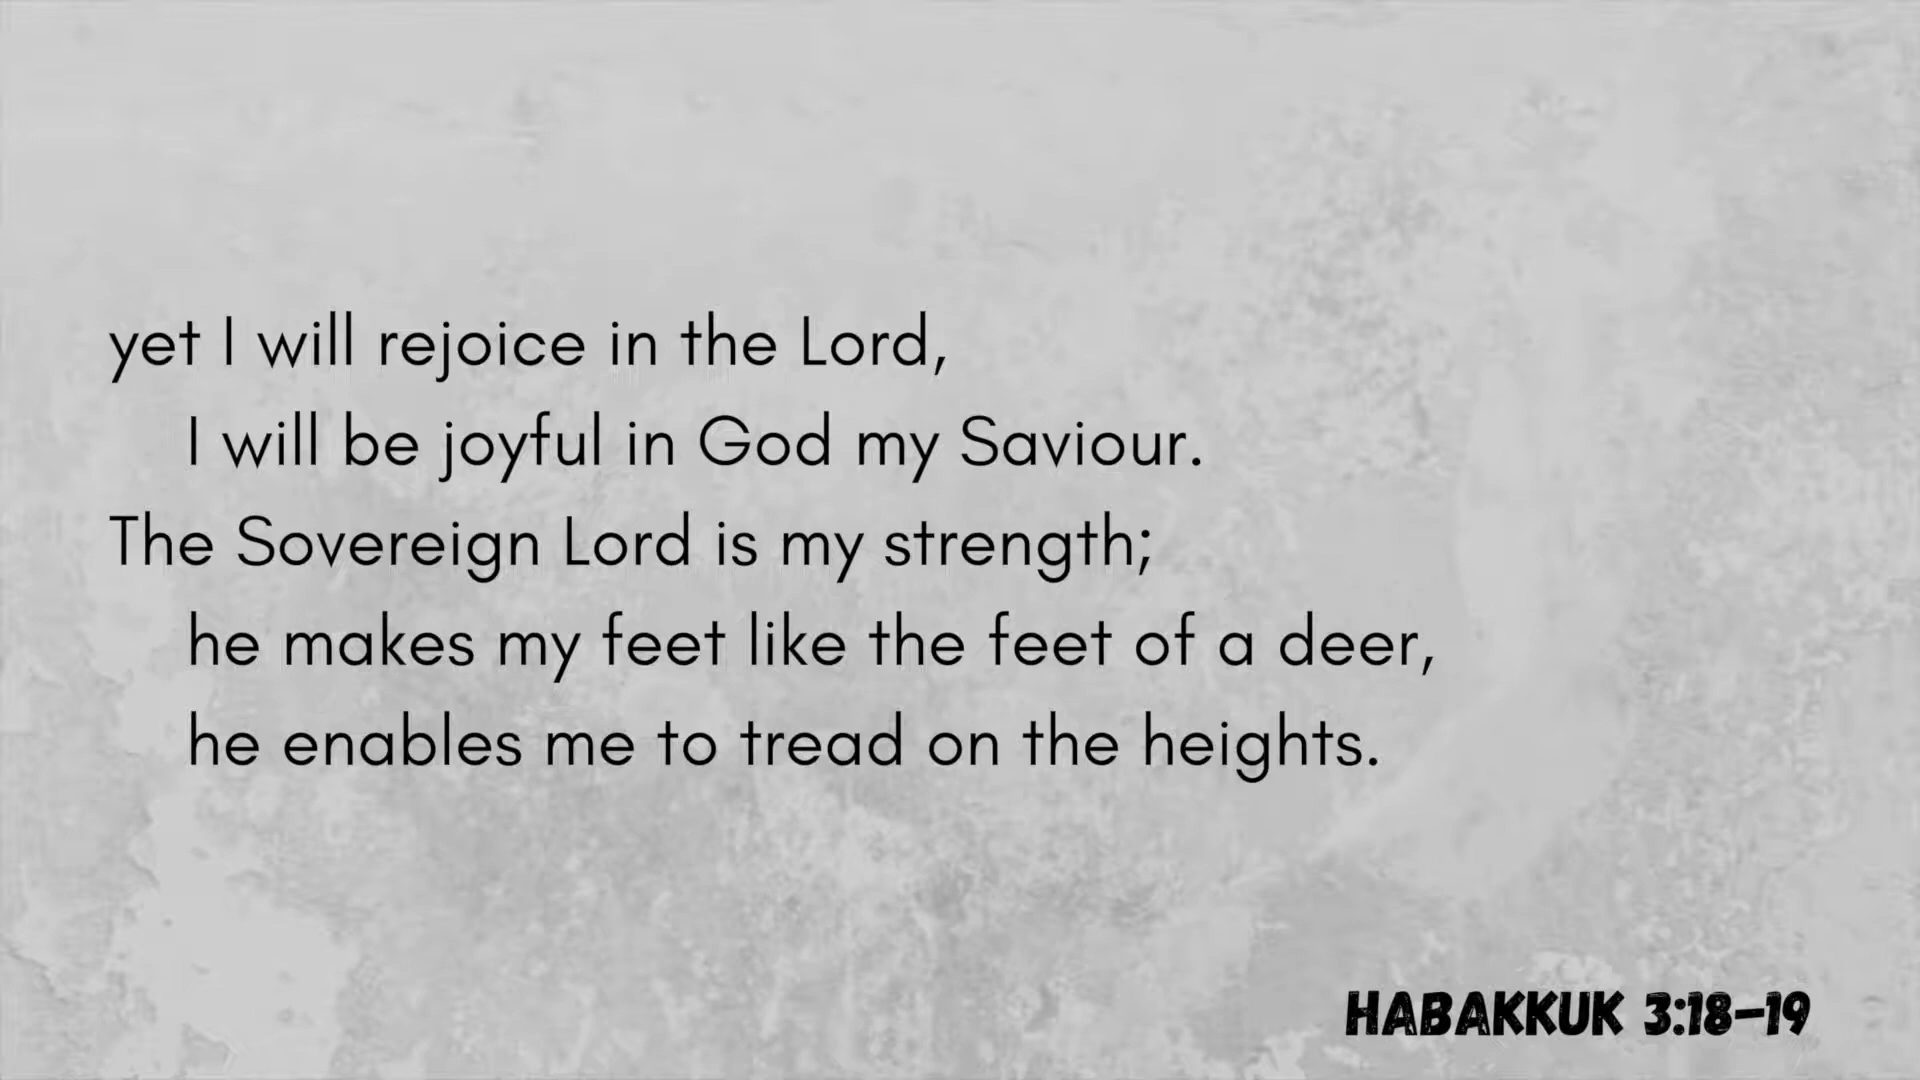 yet I will rejoice in the Lord,
I will be joyful in God my Saviour.
The Sovereign Lord is my strength;
he makes my feet like the feet of a deer,
he enables me to tread on the heights.
HABAKKUK 3:18–19